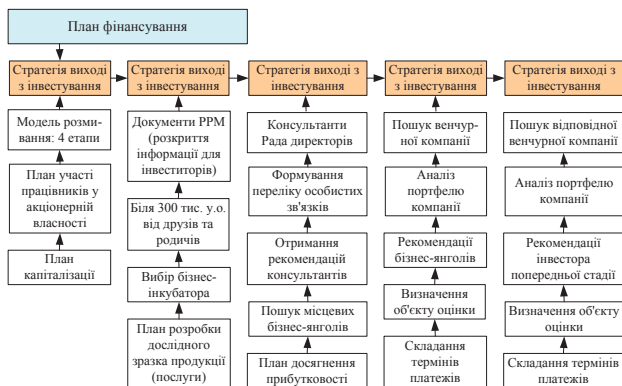 План фінансування
Стратегія виході
з інвестування
Модель розми-
вання: 4 етапи
План участі
працівників у
акціонерній
власності
План
капіталізації
Стратегія виході
з інвестування
Документи РРМ
(розкриття
інформації для
інвеститорів)
Біля 300 тис. у.о.
від друзів та
родичів
Вибір бізнес-
інкубатора
План розробки
дослідного
зразка продукції
(послуги)
Стратегія виході з
інвестування
Консультанти
Рада директорів
Формування
переліку особистих
зв'язків
Отримання
рекомендацій
консультантів
Пошук місцевих
бізнес-янголів
План досягнення
прибутковості
Стратегія виході
з інвестування
Пошук венчур-
ної компанії
Аналіз
портфелю
компанії
Рекомендації
бізнес-янголів
Визначення
об'єкту оцінки
Складання
термінів
платежів
Стратегія виході з
інвестування
Пошук відповідної
венчурної компанії
Аналіз портфелю
компанії
Рекомендації
інвестора
попередньої стадії
Визначення об'єкту
оцінки
Складання термінів
платежів